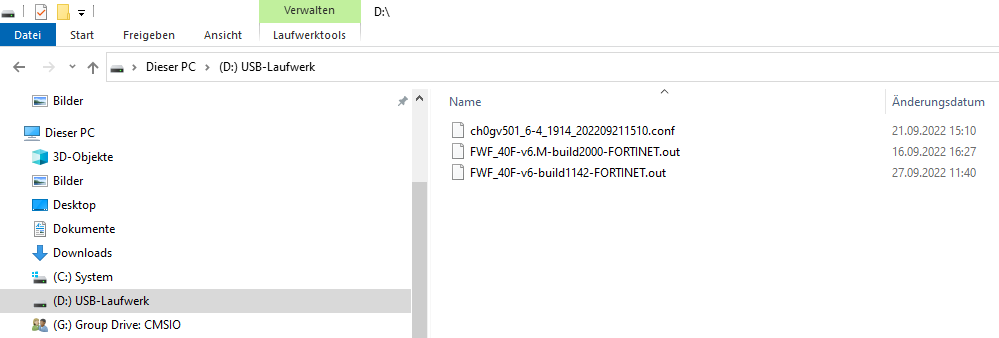 Verwalten
D:\
Datei
Start
Freigeben
Ansicht
Laufwerktools
Dieser PC
(D:) USB-Laufwerk
Bilder
Dieser PC
3D-Objekte
Bilder
Desktop
Dokumente
Downloads
(C:) System
(D:) USB-Laufwerk
(G:) Group Drive: CMSIO
Name
Änderungsdatum
ch0gv501_6-4_1914_202209211510.conf
21.09.2022 15:10
FWF_40F-v6.M-build2000-FORTINET.out
16.09.2022 16:27
FWF_40F-v6-build1142-FORTINET.out
27.09.2022 11:40